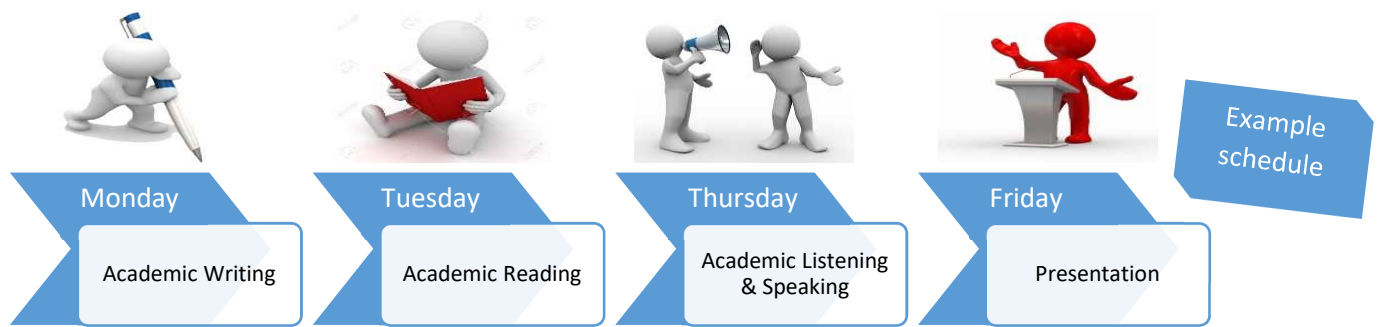 Monday
Academic Writing
Tuesday
Academic Reading
Thursday
Academic Listening
& Speaking
Friday
Presentation
Example
schedule